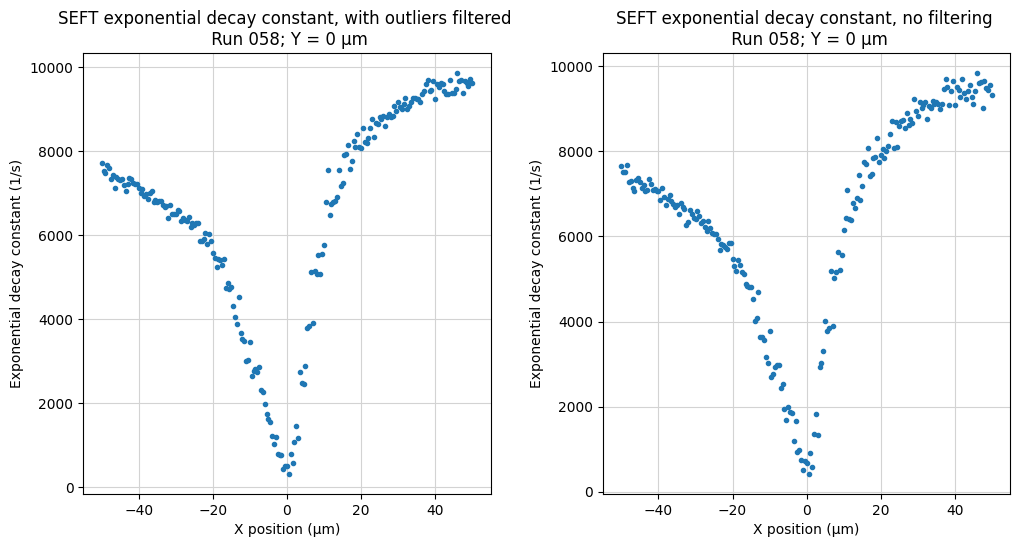 SEFT exponential decay constant, with outliers filtered
Run 058; Y = 0 µm
10000
8000
6000
4000
2000
0
−40
−20
0
20
40
Exponential decay constant (1/s)
X position (µm)
SEFT exponential decay constant, no filtering
Run 058; Y = 0 µm
10000
8000
6000
4000
2000
0
−40
−20
0
20
40
Exponential decay constant (1/s)
X position (µm)